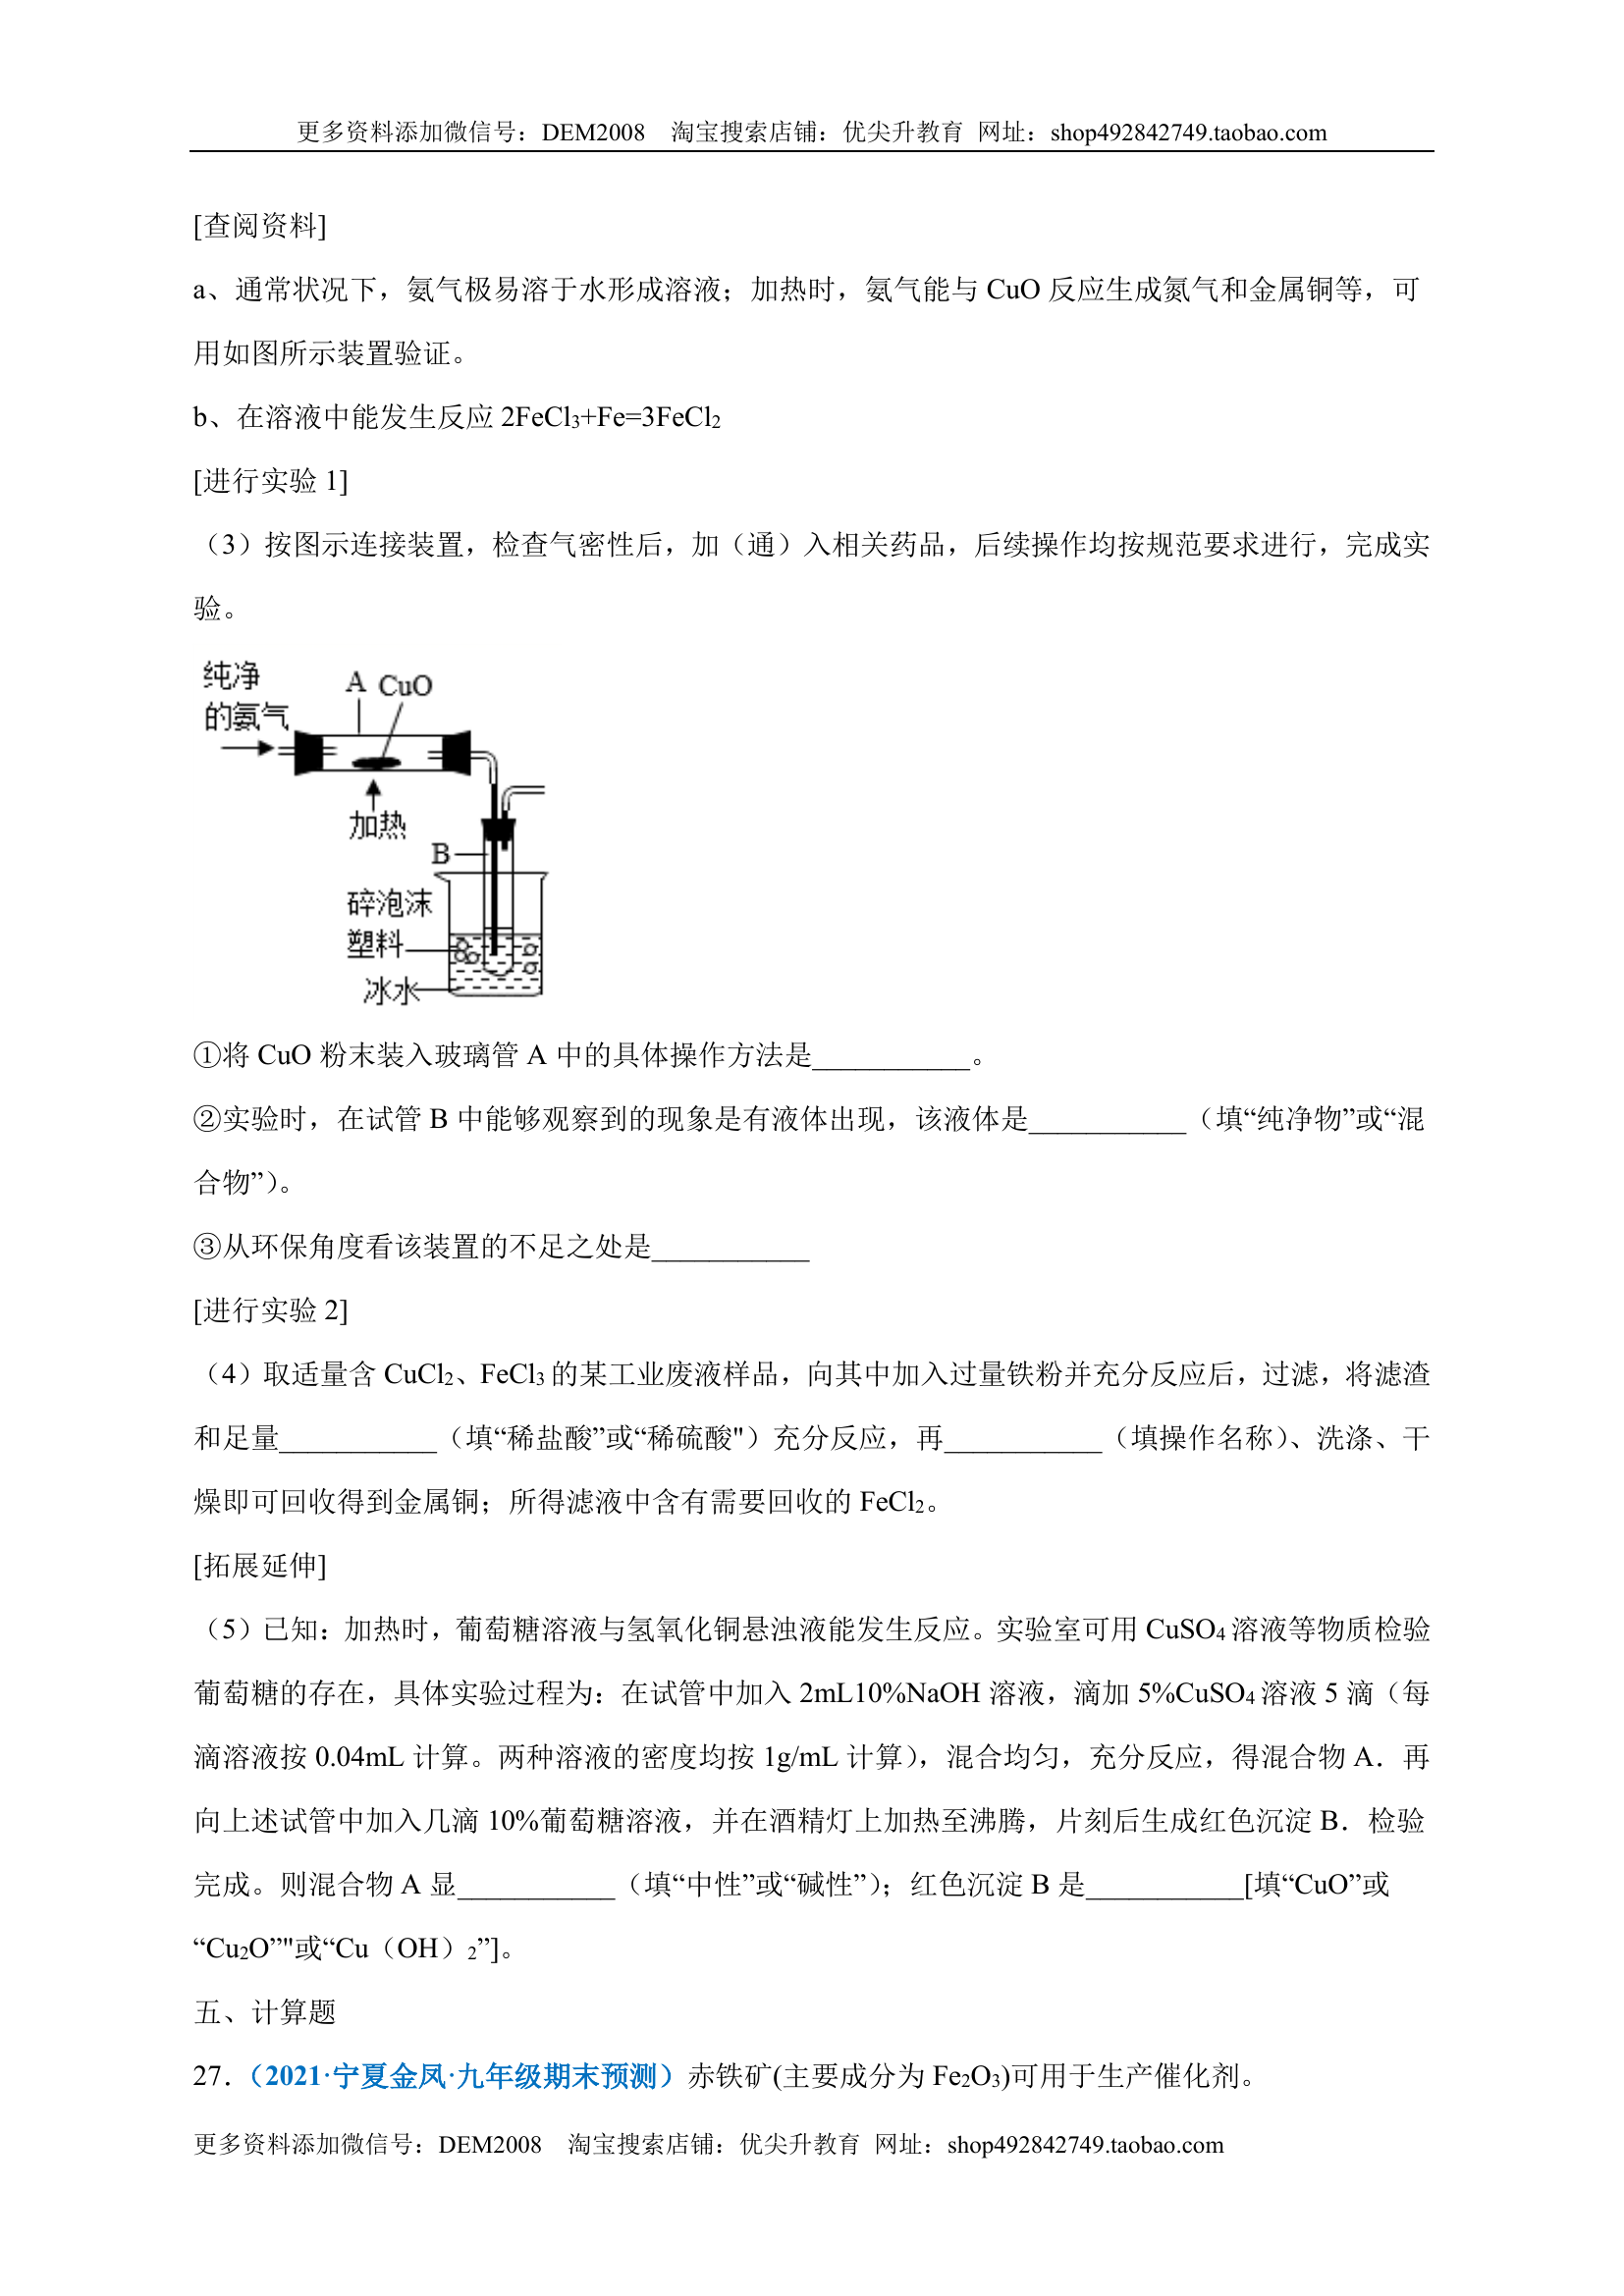 更多资料添加微信号：DEM2008 淘宝搜索店铺：优尖升教育 网址：shop492842749.taobao.com
[查阅资料]
a、通常状况下，氨气极易溶于水形成溶液；加热时，氨气能与 CuO 反应生成氮气和金属铜等，可
用如图所示装置验证。
b、在溶液中能发生反应 2FeCl₃+Fe=3FeCl₂
[进行实验 1]
（3）按图示连接装置，检查气密性后，加（通）入相关药品，后续操作均按规范要求进行，完成实
验。
纯净
的氨气
A CuO
加热
B
碎泡沫
塑料
冰水
①将 CuO 粉末装入玻璃管 A 中的具体操作方法是___________。
②实验时，在试管 B 中能够观察到的现象是有液体出现，该液体是___________（填“纯净物”或“混
合物”）。
③从环保角度看该装置的不足之处是___________
[进行实验 2]
（4）取适量含 CuCl₂、FeCl₃ 的某工业废液样品，向其中加入过量铁粉并充分反应后，过滤，将滤渣
和足量___________（填“稀盐酸”或“稀硫酸"）充分反应，再___________（填操作名称）、洗涤、干
燥即可回收得到金属铜；所得滤液中含有需要回收的 FeCl₂。
[拓展延伸]
（5）已知：加热时，葡萄糖溶液与氢氧化铜悬浊液能发生反应。实验室可用 CuSO₄ 溶液等物质检验
葡萄糖的存在，具体实验过程为：在试管中加入 2mL10%NaOH 溶液，滴加 5%CuSO₄ 溶液 5 滴（每
滴溶液按 0.04mL 计算。两种溶液的密度均按 1g/mL 计算），混合均匀，充分反应，得混合物 A．再
向上述试管中加入几滴 10%葡萄糖溶液，并在酒精灯上加热至沸腾，片刻后生成红色沉淀 B．检验
完成。则混合物 A 显___________（填“中性”或“碱性”）；红色沉淀 B 是___________[填“CuO”或
“Cu₂O”"或“Cu（OH）₂”]。
五、计算题
27．（2021·宁夏金凤·九年级期末预测）赤铁矿(主要成分为 Fe₂O₃)可用于生产催化剂。
更多资料添加微信号：DEM2008 淘宝搜索店铺：优尖升教育 网址：shop492842749.taobao.com